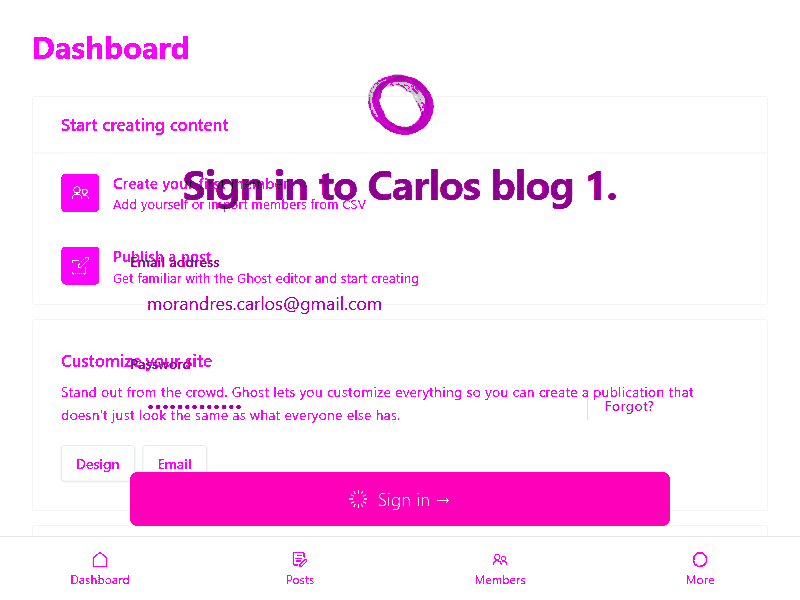 Dashboard
Start creating content
Sign in to Carlos blog 1.
Create your first member
Add yourself or import members from CSV
Publish a post
Email address
Get familiar with the Ghost editor and start creating
morandres.carlos@gmail.com
Customize your site
Password
Stand out from the crowd. Ghost lets you customize everything so you can create a publication that
doesn't just look the same as what everyone else has.
Forgot?
Design Email
Sign in →
Dashboard Posts Members More